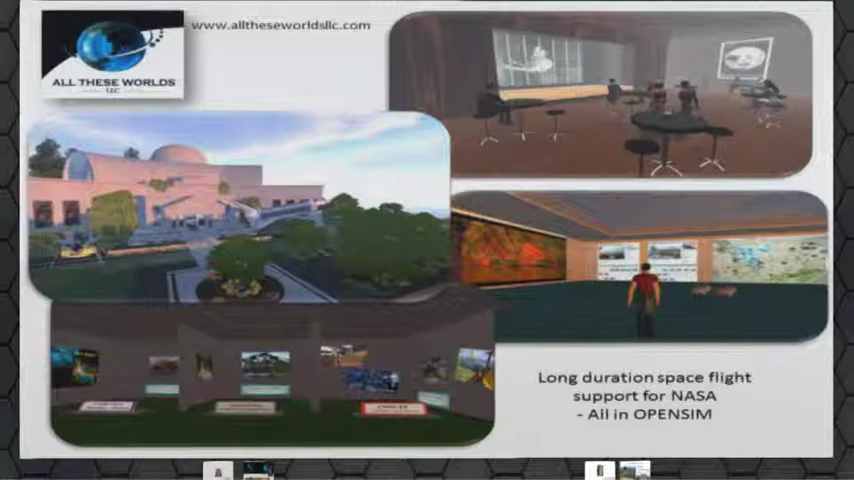 www.alltheseworldsllc.com
ALL THESE WORLDS
LLC
Long duration space flight
support for NASA
- All in OPENSIM